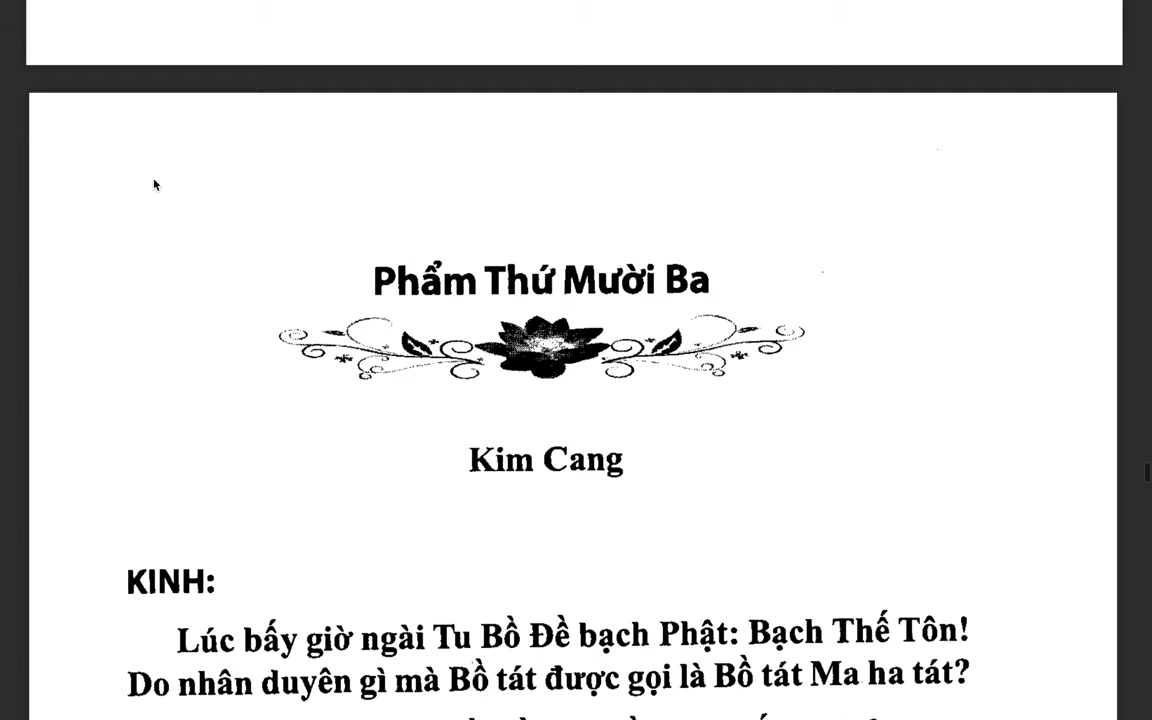 Phẩm Thứ Mười Ba
Kim Cang
KINH:
Lúc bấy giờ ngài Tu Bồ Đề bạch Phật: Bạch Thế Tôn!
Do nhân duyên gì mà Bồ tát được gọi là Bồ tát Ma ha tát?